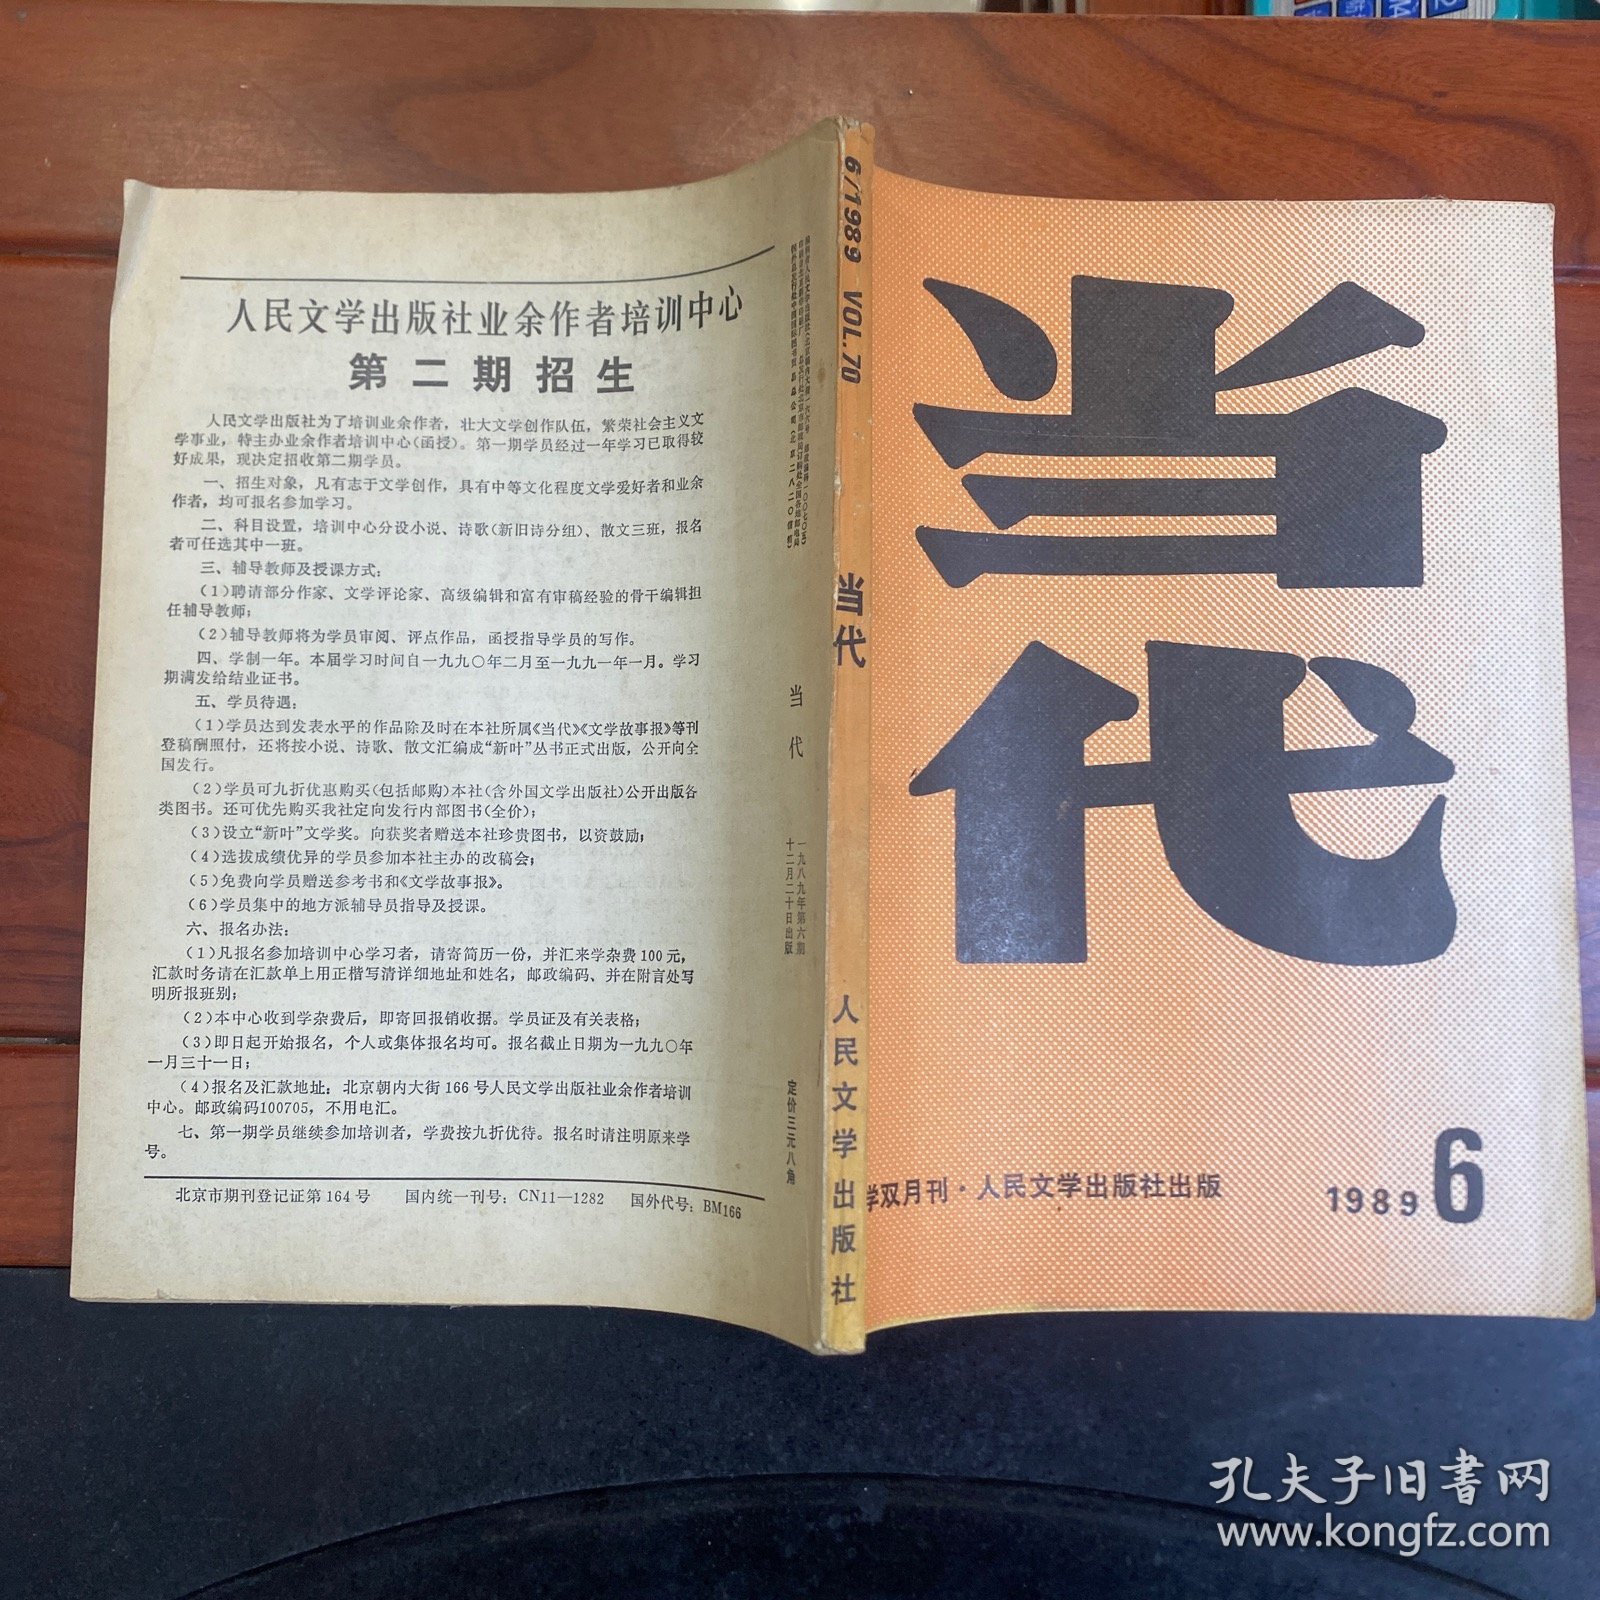 人民文学出版社业余作者培训中心
第二期招生
人民文学出版社为了培训业余作者，壮大文学创作队伍，繁荣社会主义文
学事业，特主办业余作者培训中心(函授)。第一期学员经过一年学习已取得较
好成果，现决定招收第二期学员。
一、招生对象，凡有志于文学创作，具有中等文化程度文学爱好者和业余
作者，均可报名参加学习。
二、科目设置，培训中心分设小说、诗歌(新旧诗分组)、散文三班，报名
者可任选其中一班。
三、辅导教师及授课方式：
(1)聘请部分作家、文学评论家、高级编辑和富有审稿经验的骨干编辑担
任辅导教师；
(2)辅导教师将为学员审阅、评点作品，函授指导学员的写作。
四、学制一年。本届学习时间自一九九〇年二月至一九九一年一月。学习
期满发给结业证书。
五、学员待遇：
(1)学员达到发表水平的作品除及时在本社所属《当代》《文学故事报》等刊
登稿酬照付，还将按小说、诗歌、散文汇编成“新叶”丛书正式出版，公开向全
国发行。
(2)学员可九折优惠购买(包括邮购)本社(含外国文学出版社)公开出版各
类图书。还可优先购买我社定向发行内部图书(全价)；
(3)设立“新叶”文学奖。向获奖者赠送本社珍贵图书，以资鼓励；
(4)选拔成绩优异的学员参加本社主办的改稿会；
(5)免费向学员赠送参考书和《文学故事报》。
(6)学员集中的地方派辅导员指导及授课。
六、报名办法：
(1)凡报名参加培训中心学习者，请寄简历一份，并汇来学杂费100元，
汇款时务请在汇款单上用正楷写清详细地址和姓名，邮政编码、并在附言处写
明所报班别；
(2)本中心收到学杂费后，即寄回报销收据。学员证及有关表格；
(3)即日起开始报名，个人或集体报名均可。报名截止日期为一九九〇年
一月三十一日；
(4)报名及汇款地址：北京朝内大街166号人民文学出版社业余作者培训
中心。邮政编码100705，不用电汇。
七、第一期学员继续参加培训者，学费按九折优待。报名时请注明原来学
号。
北京市期刊登记证第164号 国内统一刊号：CN11—1282 国外代号：BM166
当代
一九八九年第六期
十二月二十日出版
定价三元八角
6/1989 VOL.70
当代
人民文学出版社
当代
学双月刊·人民文学出版社出版
1989 6
孔夫子旧书网
www.kongfz.com